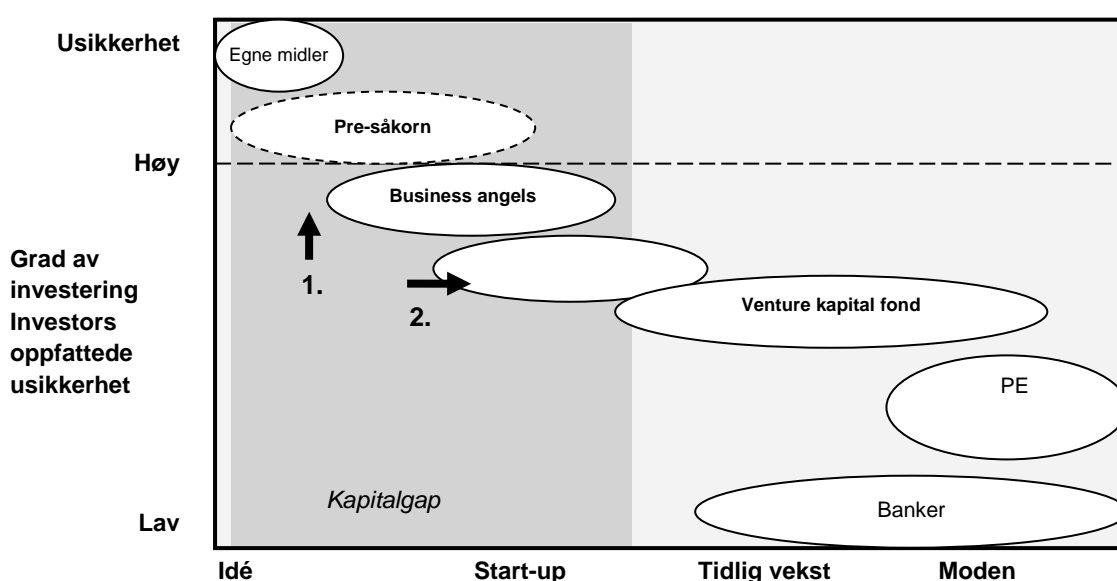 Usikkerhet
Egne midler
Pre-såkorn
Høy
Business angels
1.
2.
Grad av
investering
Investors
oppfattede
usikkerhet
Venture kapital fond
PE
Kapitalgap
Banker
Lav
Idé
Start-up
Tidlig vekst
Moden